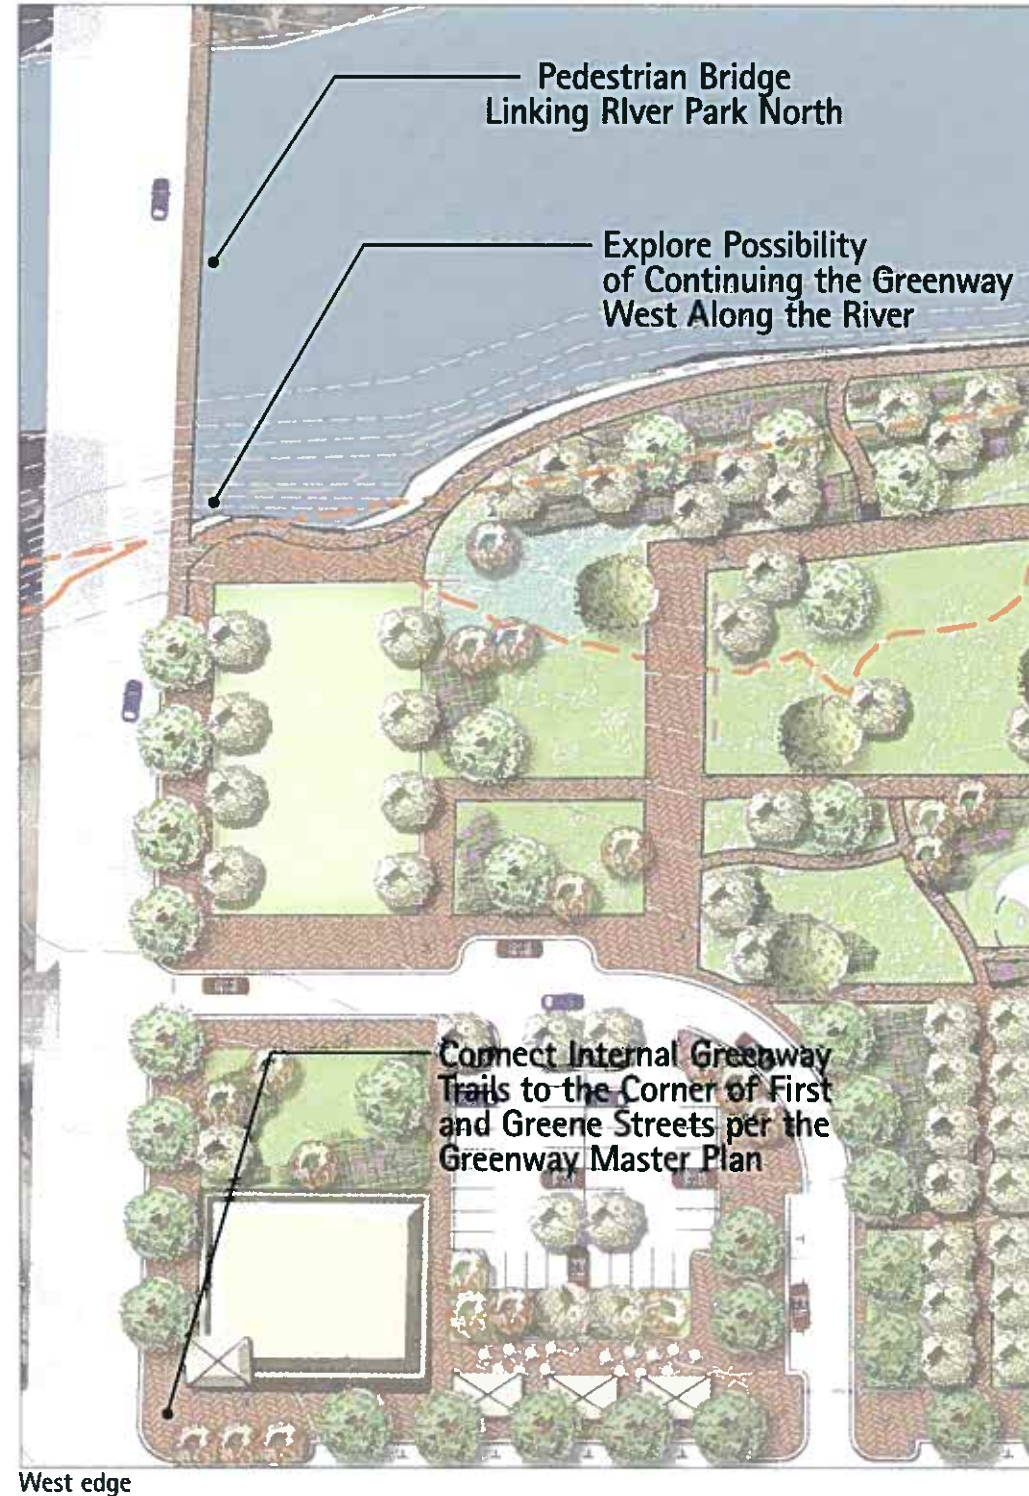 Pedestrian Bridge
Linking RIver Park North
Explore Possibility
of Continuing the Greenway
West Along the River
Connect Internal Greenway
Trails to the Corner of First
and Greene Streets per the
Greenway Master Plan
West edge